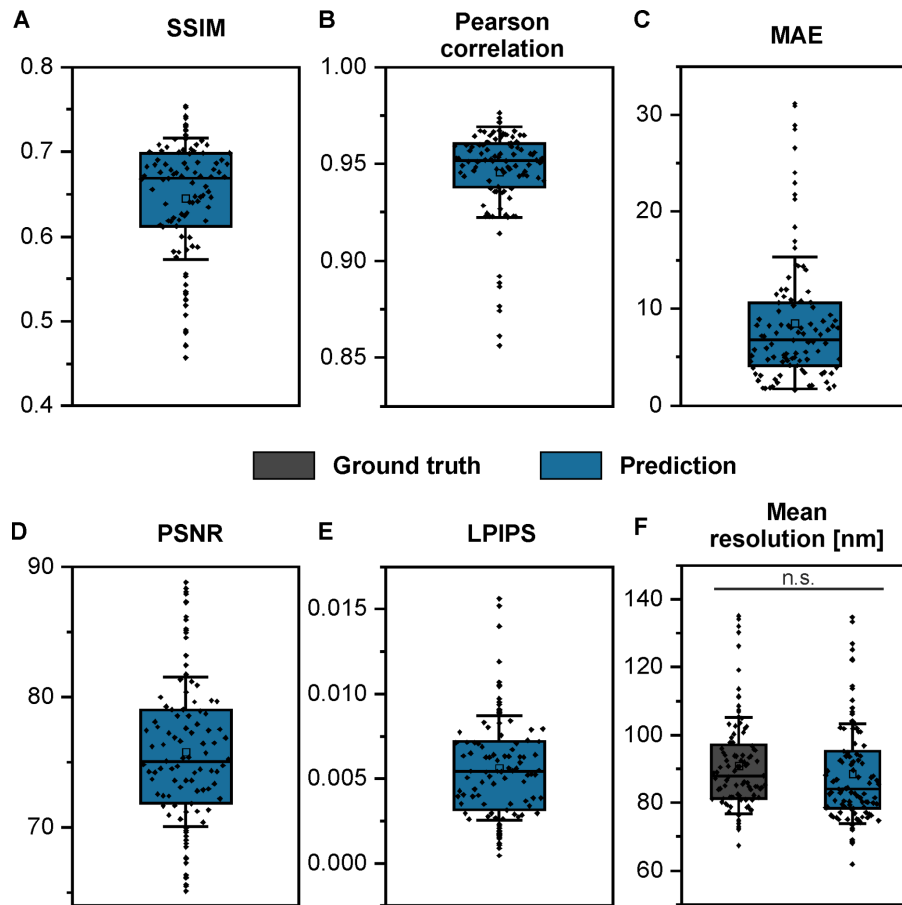 A
SSIM
0.8
0.7
0.6
0.5
0.4
B
Pearson
correlation
1.00
0.95
0.90
0.85
C
MAE
30
20
10
0
Ground truth
Prediction
D
PSNR
90
80
70
E
LPIPS
0.015
0.010
0.005
0.000
F
Mean
resolution [nm]
n.s.
140
120
100
80
60